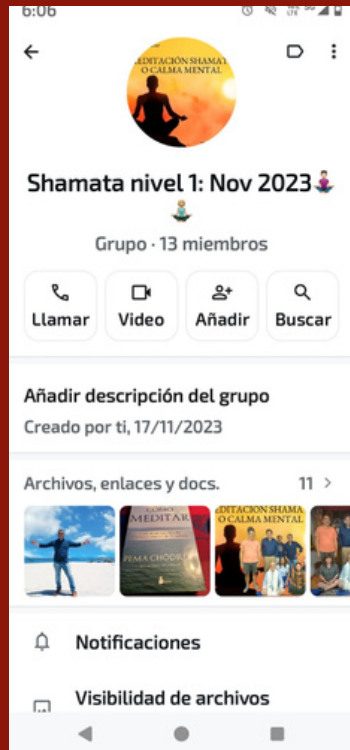 6:06
MEDITACIÓN SHAMATA
O CALMA MENTAL
Shamata nivel 1: Nov 2023
Grupo · 13 miembros
Llamar Video Añadir Buscar
Añadir descripción del grupo
Creado por ti, 17/11/2023
Archivos, enlaces y docs. 11 >
MEDITAR
PEMA CHÖDRÖN
DITACIÓN SHAMA
O CALMA MENTAL
Notificaciones
Visibilidad de archivos